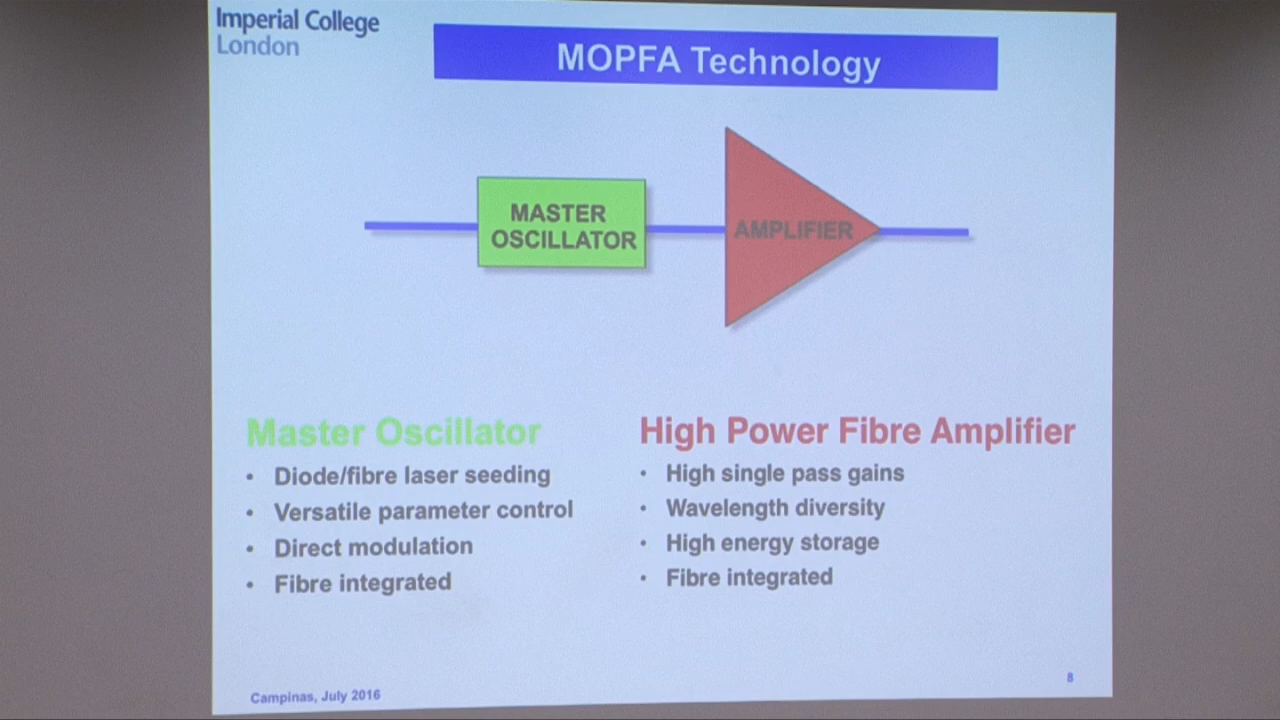 Imperial College
London
MOPFA Technology
MASTER
OSCILLATOR
AMPLIFIER
Master Oscillator
• Diode/fibre laser seeding
• Versatile parameter control
• Direct modulation
• Fibre integrated
High Power Fibre Amplifier
• High single pass gains
• Wavelength diversity
• High energy storage
• Fibre integrated
Campinas, July 2016
8